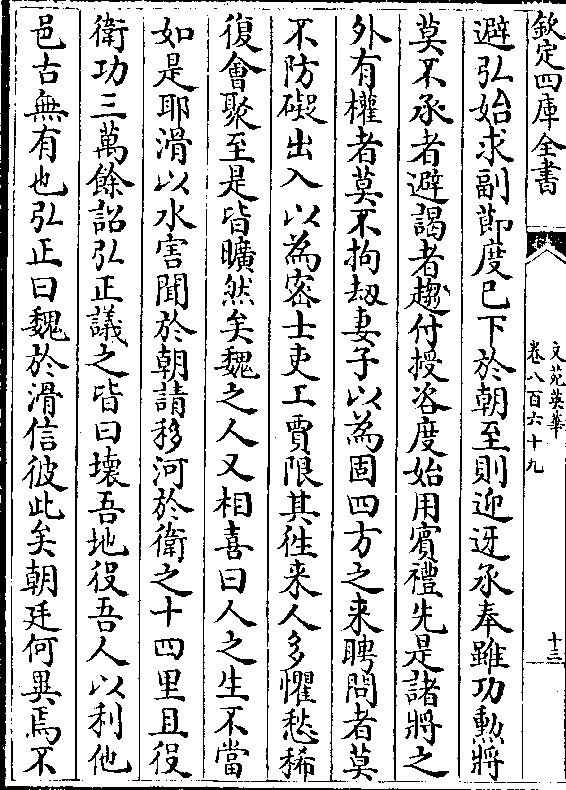 欽定四庫全書
文苑英華
卷八百六十九
十三
避弘始求副節度已下於朝至則迎迓承奉雖功勲將
莫不承者避謁者趨付授咨度始用賓禮先是諸將之
外有權者莫不拘刼妻子以為固四方之来聘問者莫
不防礙出入以為密士吏工賈限其徃来人多懼愁稀
復會聚至是皆曠然矣魏之人又相喜曰人之生不當
如是耶滑以水害聞於朝請移河於衛之十四里且役
衛功三萬餘詔弘正議之皆曰壊吾地役吾人以利他
邑古無有也弘正曰魏於滑信彼此矣朝廷何異焉不